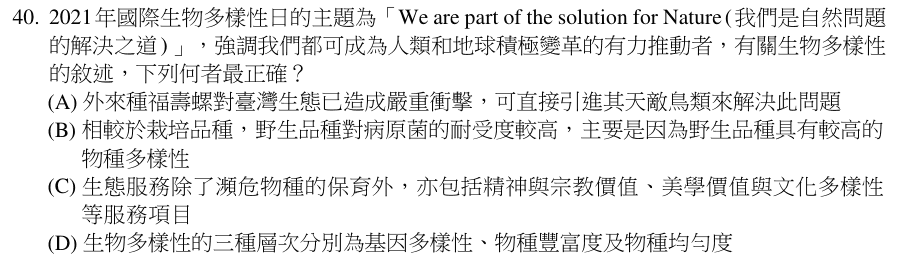 40. 2021年國際生物多樣性日的主題為「We are part of the solution for Nature(我們是自然問題
的解決之道)」，強調我們都可成為人類和地球積極變革的有力推動者，有關生物多樣性
的敘述，下列何者最正確？
(A) 外來種福壽螺對臺灣生態已造成嚴重衝擊，可直接引進其天敵鳥類來解決此問題
(B) 相較於栽培品種，野生品種對病原菌的耐受度較高，主要是因為野生品種具有較高的
物種多樣性
(C) 生態服務除了瀕危物種的保育外，亦包括精神與宗教價值、美學價值與文化多樣性
等服務項目
(D) 生物多樣性的三種層次分別為基因多樣性、物種豐富度及物種均勻度